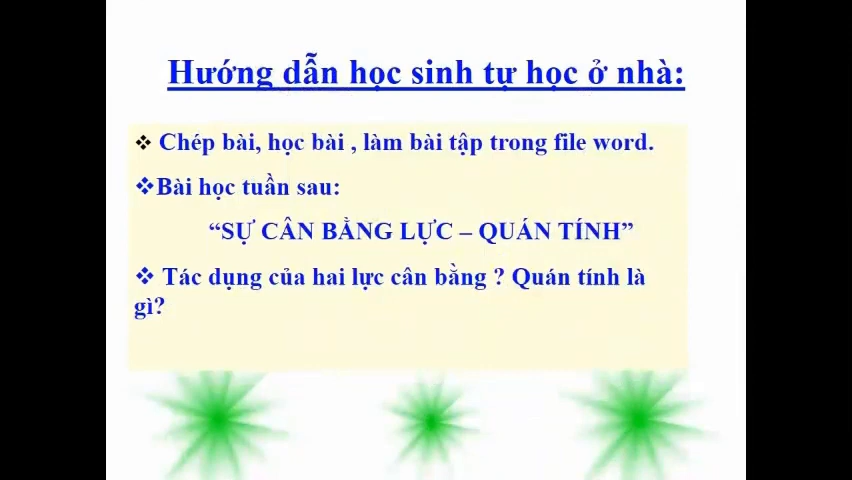 Hướng dẫn học sinh tự học ở nhà:
Chép bài, học bài , làm bài tập trong file word.
Bài học tuần sau:
“SỰ CÂN BẰNG LỰC – QUÁN TÍNH”
Tác dụng của hai lực cân bằng ? Quán tính là
gì?